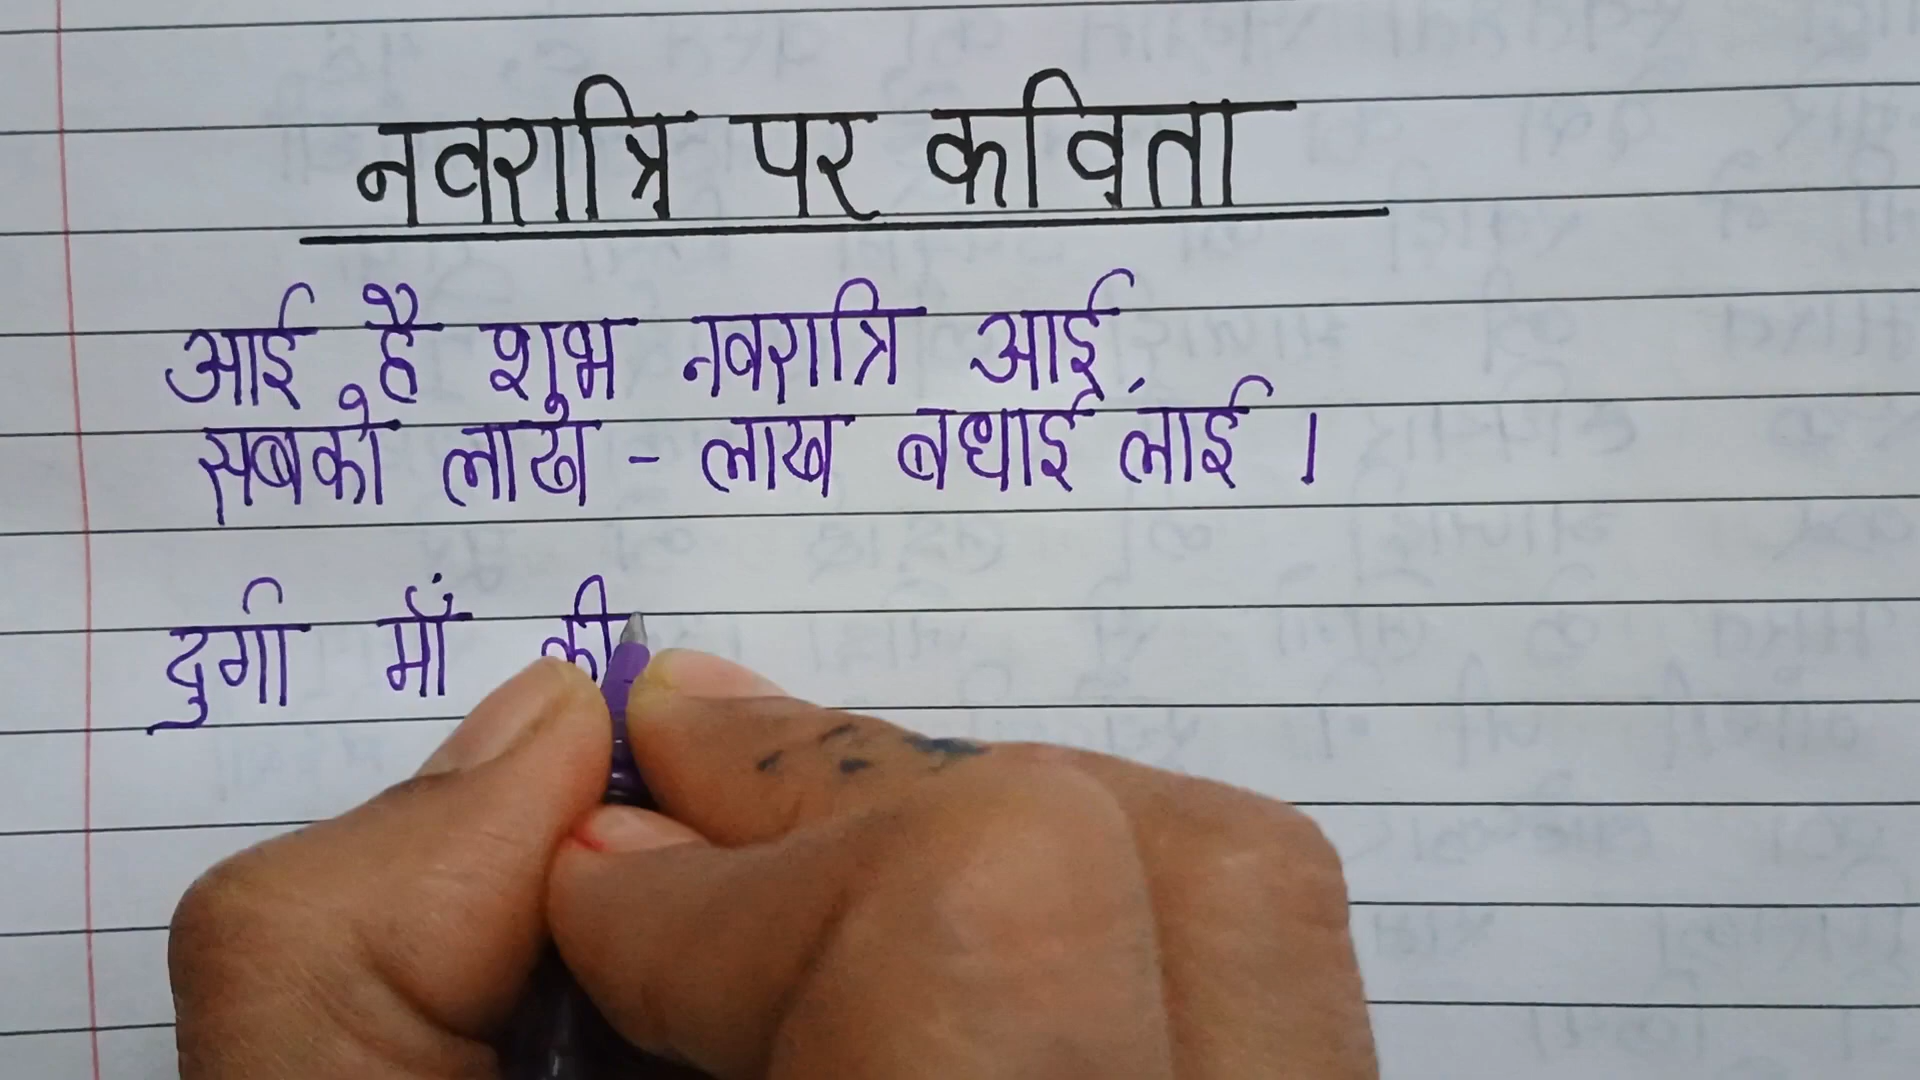 नवरात्रि पर कविता
आई है शुभ नवरात्रि आई,
सबको लाख - लाख बधाई लाई ।
दुर्गा माँ की